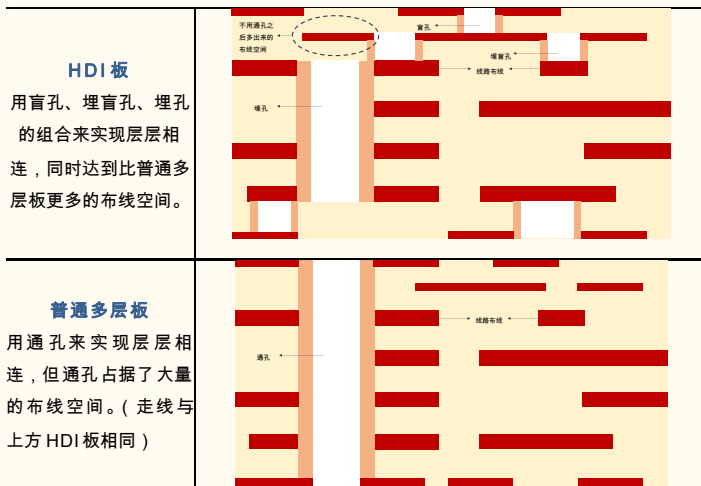 HDI板
用盲孔、埋盲孔、埋孔
的组合来实现层层相
连，同时达到比普通多
层板更多的布线空间。
不用通孔之
后多出来的
布线空间
盲孔
埋盲孔
线路布线
埋孔
普通多层板
用通孔来实现层层相
连，但通孔占据了大量
的布线空间。（走线与
上方HDI板相同）
线路布线
通孔